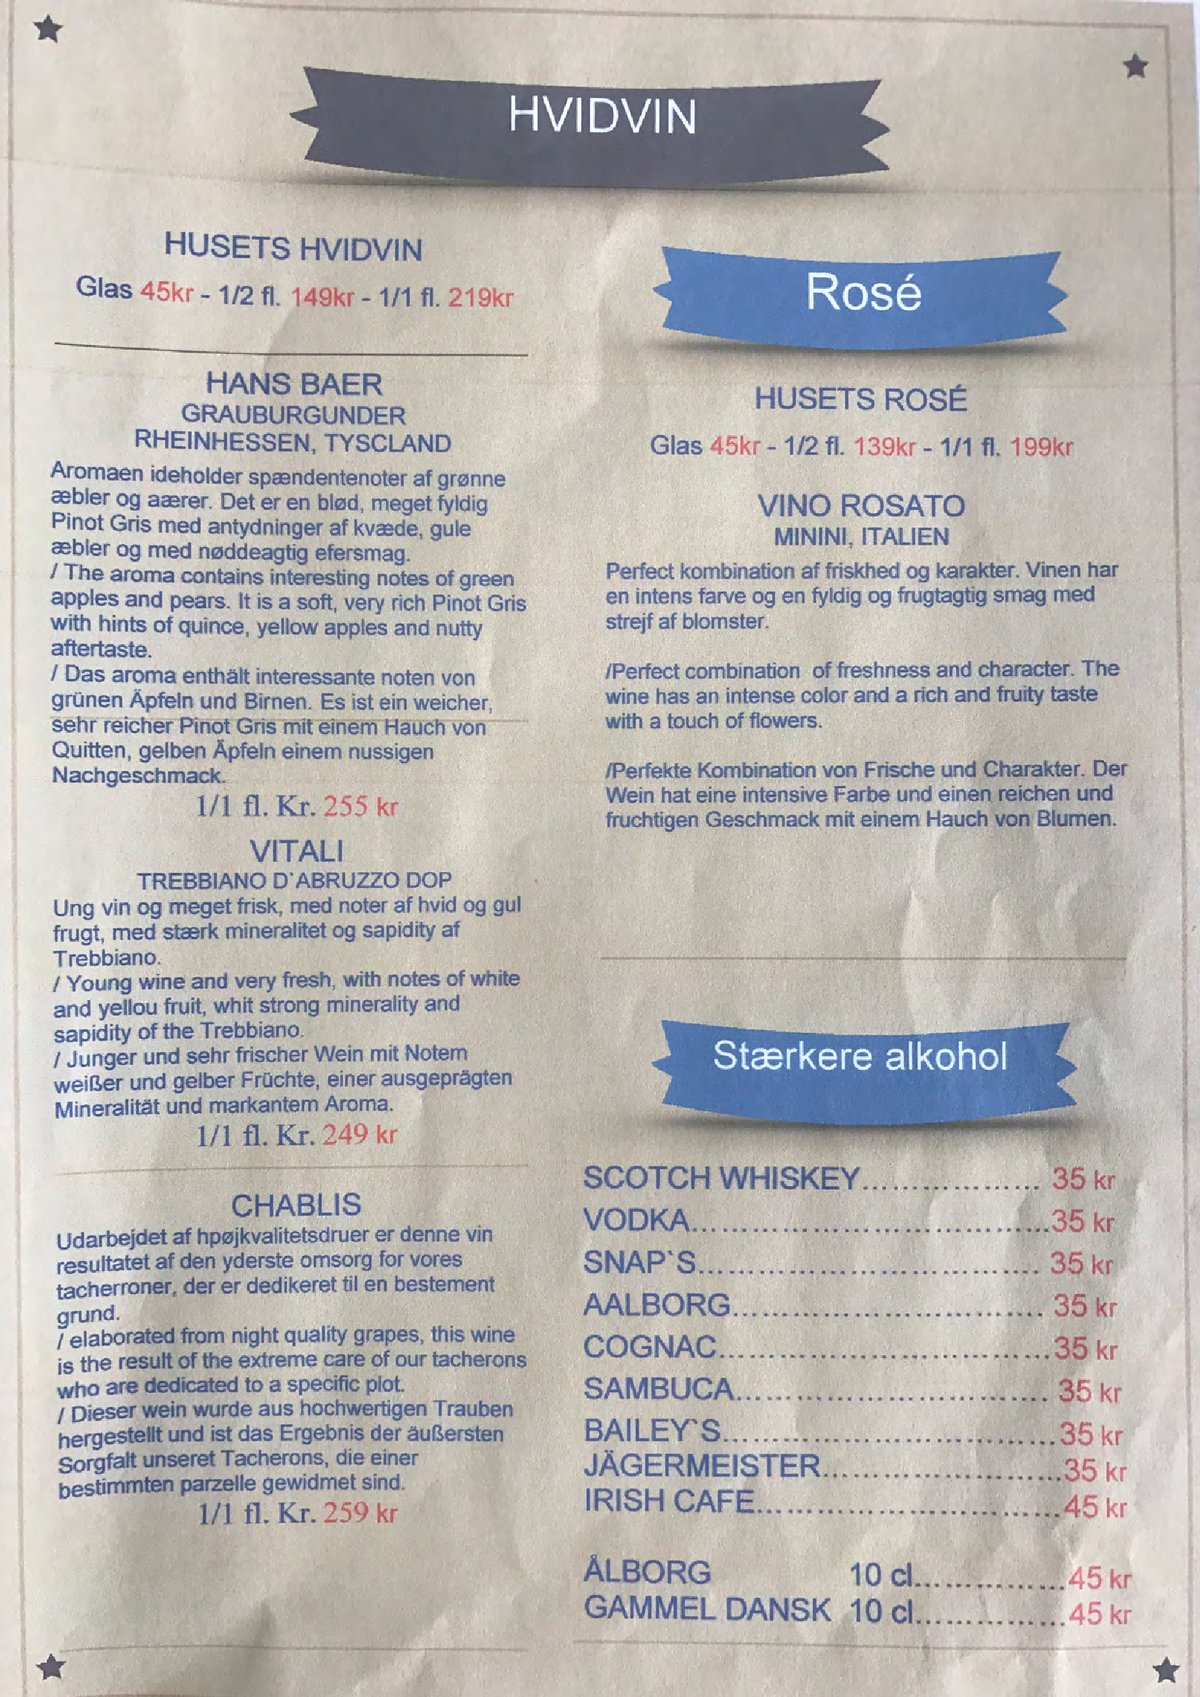 HVIDVIN
HUSETS HVIDVIN
Glas 45kr - 1/2 fl. 149kr - 1/1 fl. 219kr
HANS BAER
GRAUBURGUNDER
RHEINHESSEN, TYSCLAND
Aromaen ideholder spændentenoter af grønne
æbler og aærer. Det er en blød, meget fyldig
Pinot Gris med antydninger af kvæde, gule
æbler og med nøddeagtig efersmag.
/ The aroma contains interesting notes of green
apples and pears. It is a soft, very rich Pinot Gris
with hints of quince, yellow apples and nutty
aftertaste.
/ Das aroma enthält interessante noten von
grünen Äpfeln und Birnen. Es ist ein weicher,
sehr reicher Pinot Gris mit einem Hauch von
Quitten, gelben Äpfeln einem nussigen
Nachgeschmack.
1/1 fl. Kr. 255 kr
VITALI
TREBBIANO D`ABRUZZO DOP
Ung vin og meget frisk, med noter af hvid og gul
frugt, med stærk mineralitet og sapidity af
Trebbiano.
/ Young wine and very fresh, with notes of white
and yellou fruit, whit strong minerality and
sapidity of the Trebbiano.
/ Junger und sehr frischer Wein mit Notem
weißer und gelber Früchte, einer ausgeprägten
Mineralität und markantem Aroma.
1/1 fl. Kr. 249 kr
CHABLIS
Udarbejdet af hpøjkvalitetsdruer er denne vin
resultatet af den yderste omsorg for vores
tacherroner, der er dedikeret til en bestement
grund.
/ elaborated from night quality grapes, this wine
is the result of the extreme care of our tacherons
who are dedicated to a specific plot.
/ Dieser wein wurde aus hochwertigen Trauben
hergestellt und ist das Ergebnis der äußersten
Sorgfalt unseret Tacherons, die einer
bestimmten parzelle gewidmet sind.
1/1 fl. Kr. 259 kr
Rosé
HUSETS ROSÉ
Glas 45kr - 1/2 fl. 139kr - 1/1 fl. 199kr
VINO ROSATO
MININI, ITALIEN
Perfect kombination af friskhed og karakter. Vinen har
en intens farve og en fyldig og frugtagtig smag med
strejf af blomster.
/Perfect combination of freshness and character. The
wine has an intense color and a rich and fruity taste
with a touch of flowers.
/Perfekte Kombination von Frische und Charakter. Der
Wein hat eine intensive Farbe und einen reichen und
fruchtigen Geschmack mit einem Hauch von Blumen.
Stærkere alkohol
SCOTCH WHISKEY.................. 35 kr
VODKA....................................35 kr
SNAP`S................................... 35 kr
AALBORG............................... 35 kr
COGNAC.................................35 kr
SAMBUCA............................... 35 kr
BAILEY`S.................................35 kr
JÄGERMEISTER........................35 kr
IRISH CAFE..............................45 kr
ÅLBORG 10 cl...............45 kr
GAMMEL DANSK 10 cl...............45 kr